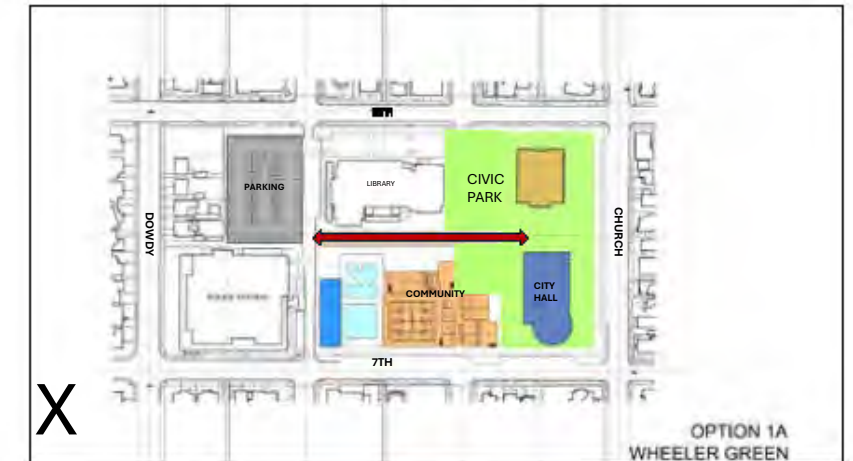 PARKING
LIBRARY
CIVIC
PARK
DOWDY
CHURCH
COMMUNITY
CITY
HALL
7TH
X
OPTION 1A
WHEELER GREEN